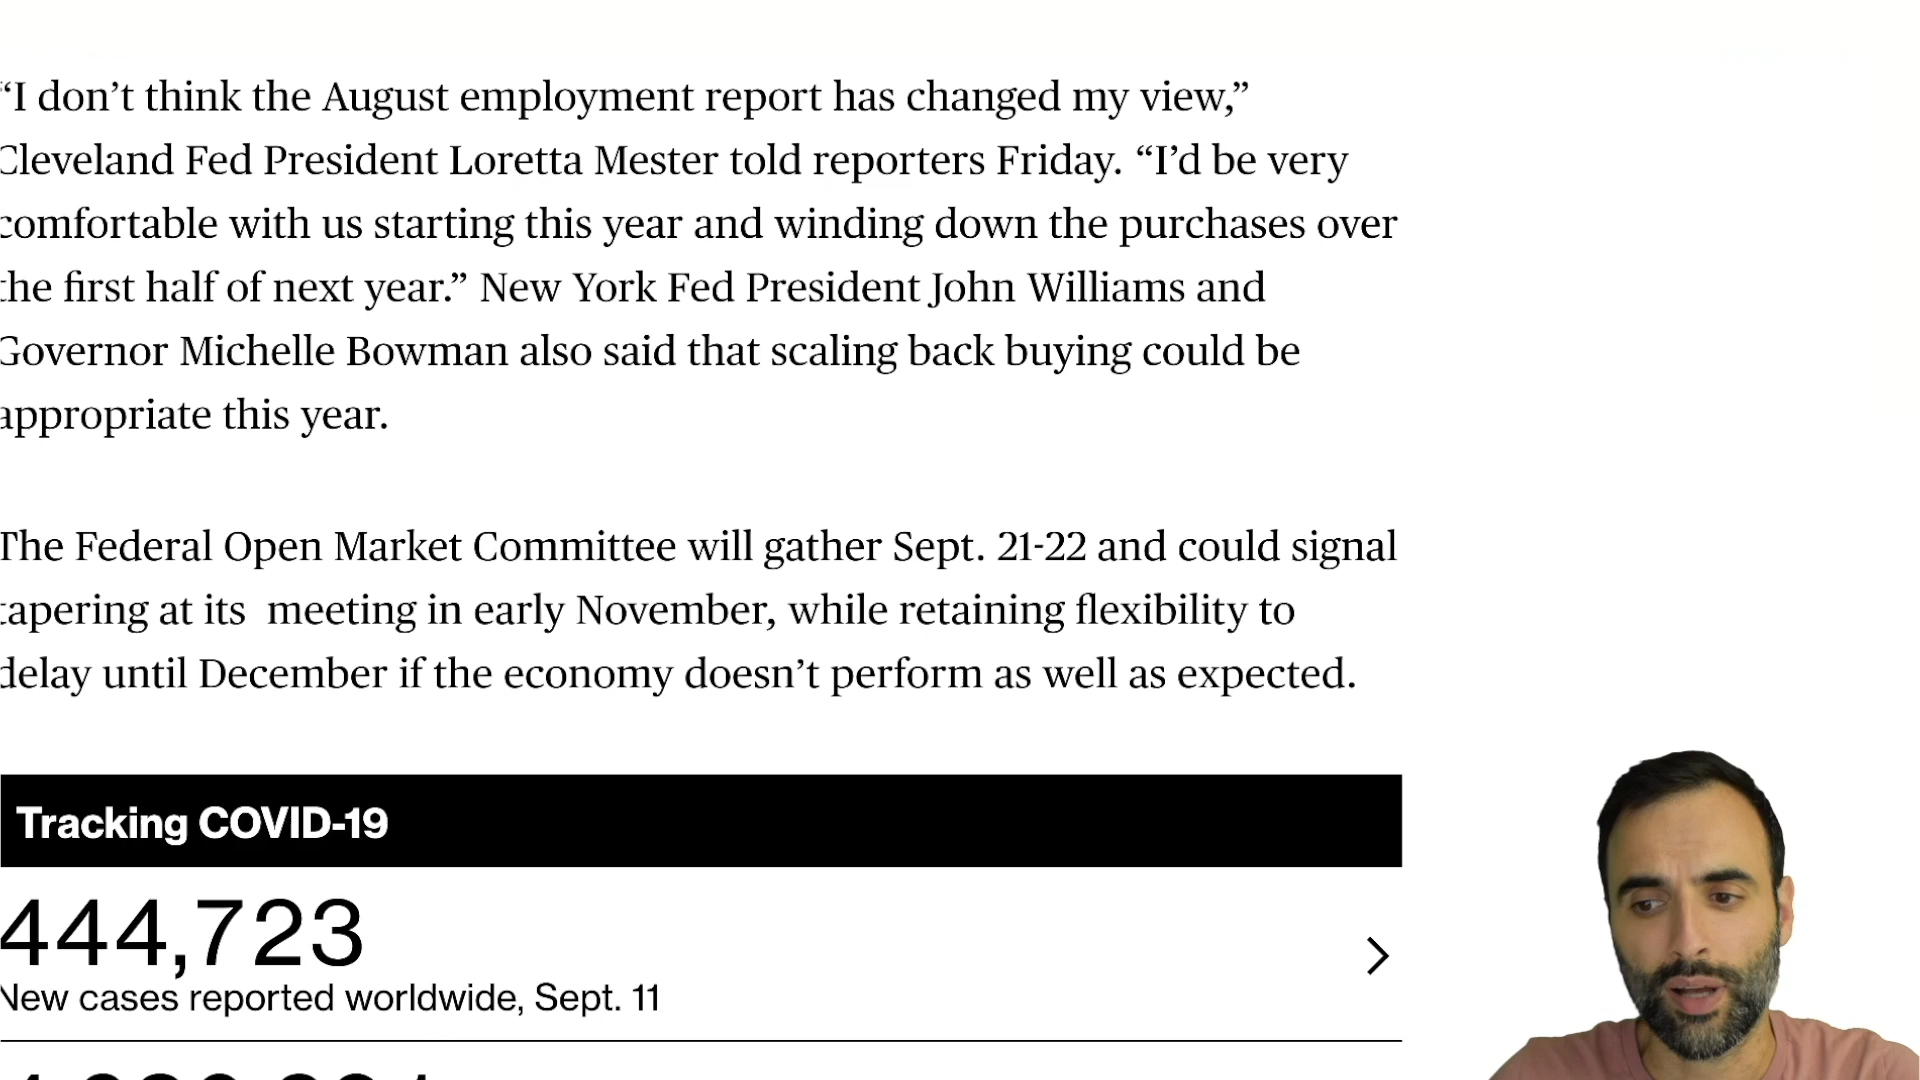 “I don’t think the August employment report has changed my view,”
Cleveland Fed President Loretta Mester told reporters Friday. “I’d be very
comfortable with us starting this year and winding down the purchases over
the first half of next year.” New York Fed President John Williams and
Governor Michelle Bowman also said that scaling back buying could be
appropriate this year.
The Federal Open Market Committee will gather Sept. 21-22 and could signal
tapering at its meeting in early November, while retaining flexibility to
delay until December if the economy doesn’t perform as well as expected.
Tracking COVID-19
444,723
New cases reported worldwide, Sept. 11